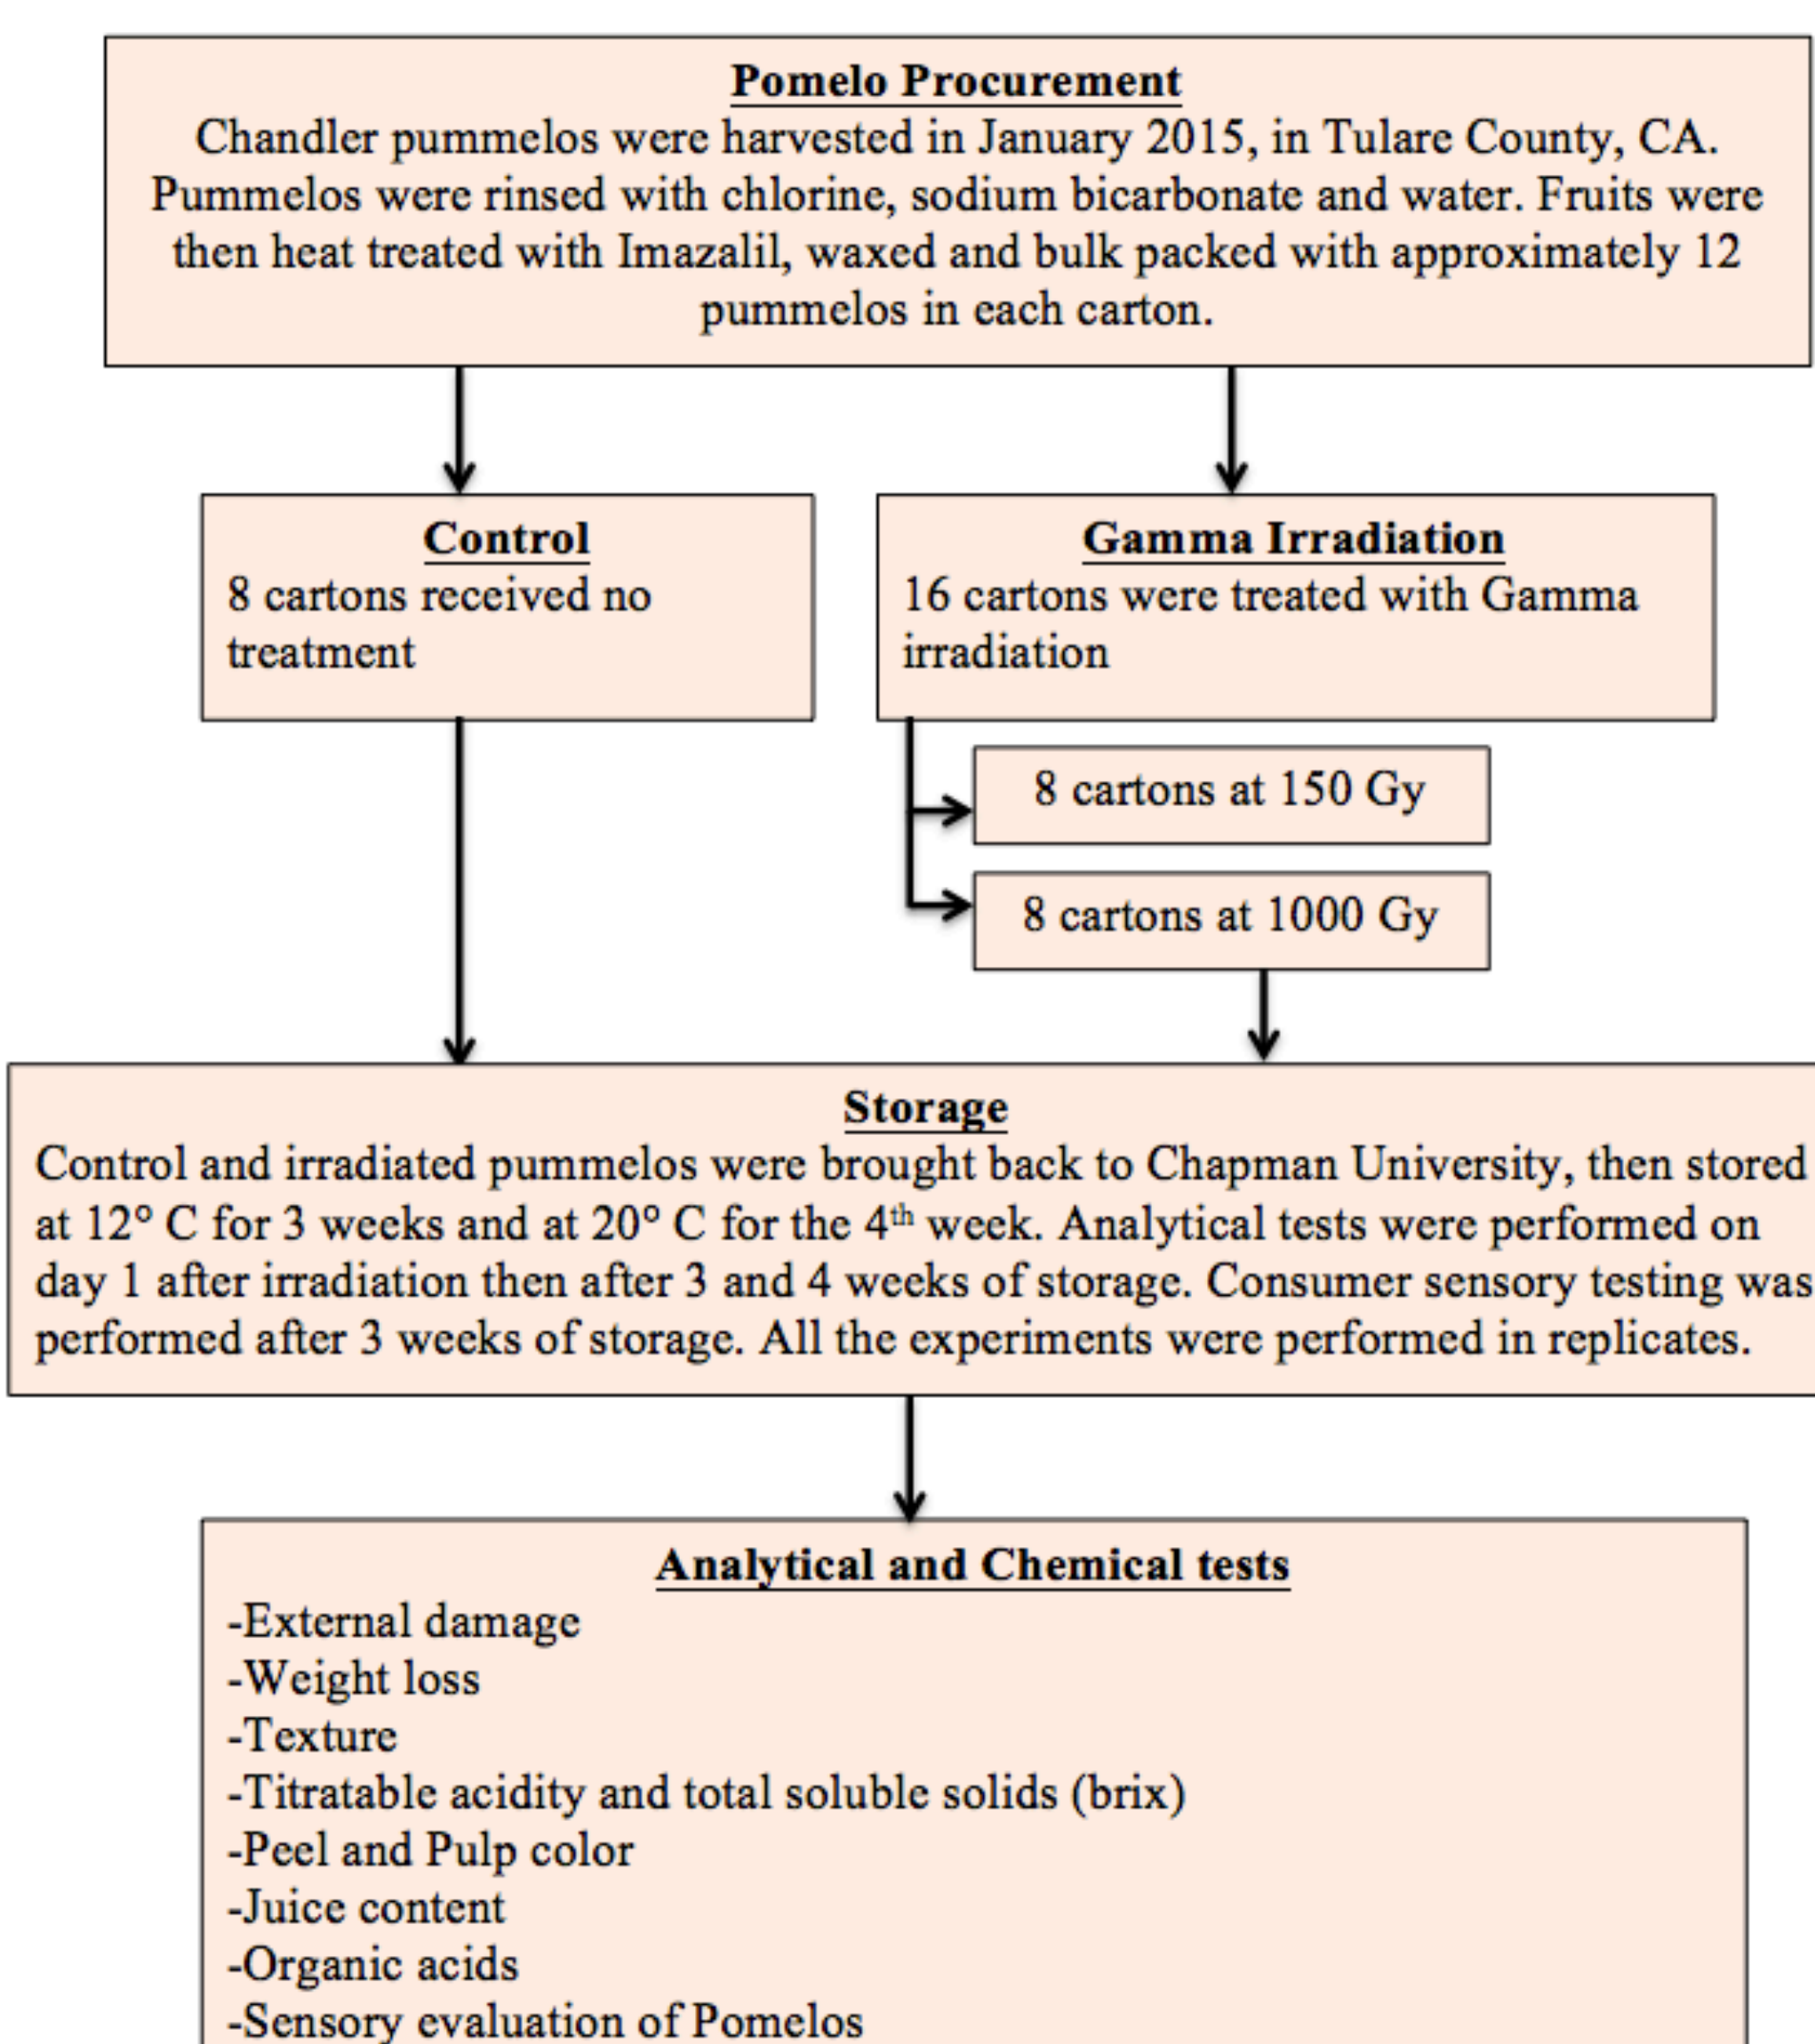 Pomelo Procurement
Chandler pummelos were harvested in January 2015, in Tulare County, CA.
Pummelos were rinsed with chlorine, sodium bicarbonate and water. Fruits were
then heat treated with Imazalil, waxed and bulk packed with approximately 12
pummelos in each carton.
Control
8 cartons received no
treatment
Gamma Irradiation
16 cartons were treated with Gamma
irradiation
8 cartons at 150 Gy
8 cartons at 1000 Gy
Storage
Control and irradiated pummelos were brought back to Chapman University, then stored
at 12° C for 3 weeks and at 20° C for the 4th week. Analytical tests were performed on
day 1 after irradiation then after 3 and 4 weeks of storage. Consumer sensory testing was
performed after 3 weeks of storage. All the experiments were performed in replicates.
Analytical and Chemical tests
-External damage
-Weight loss
-Texture
-Titratable acidity and total soluble solids (brix)
-Peel and Pulp color
-Juice content
-Organic acids
-Sensory evaluation of Pomelos